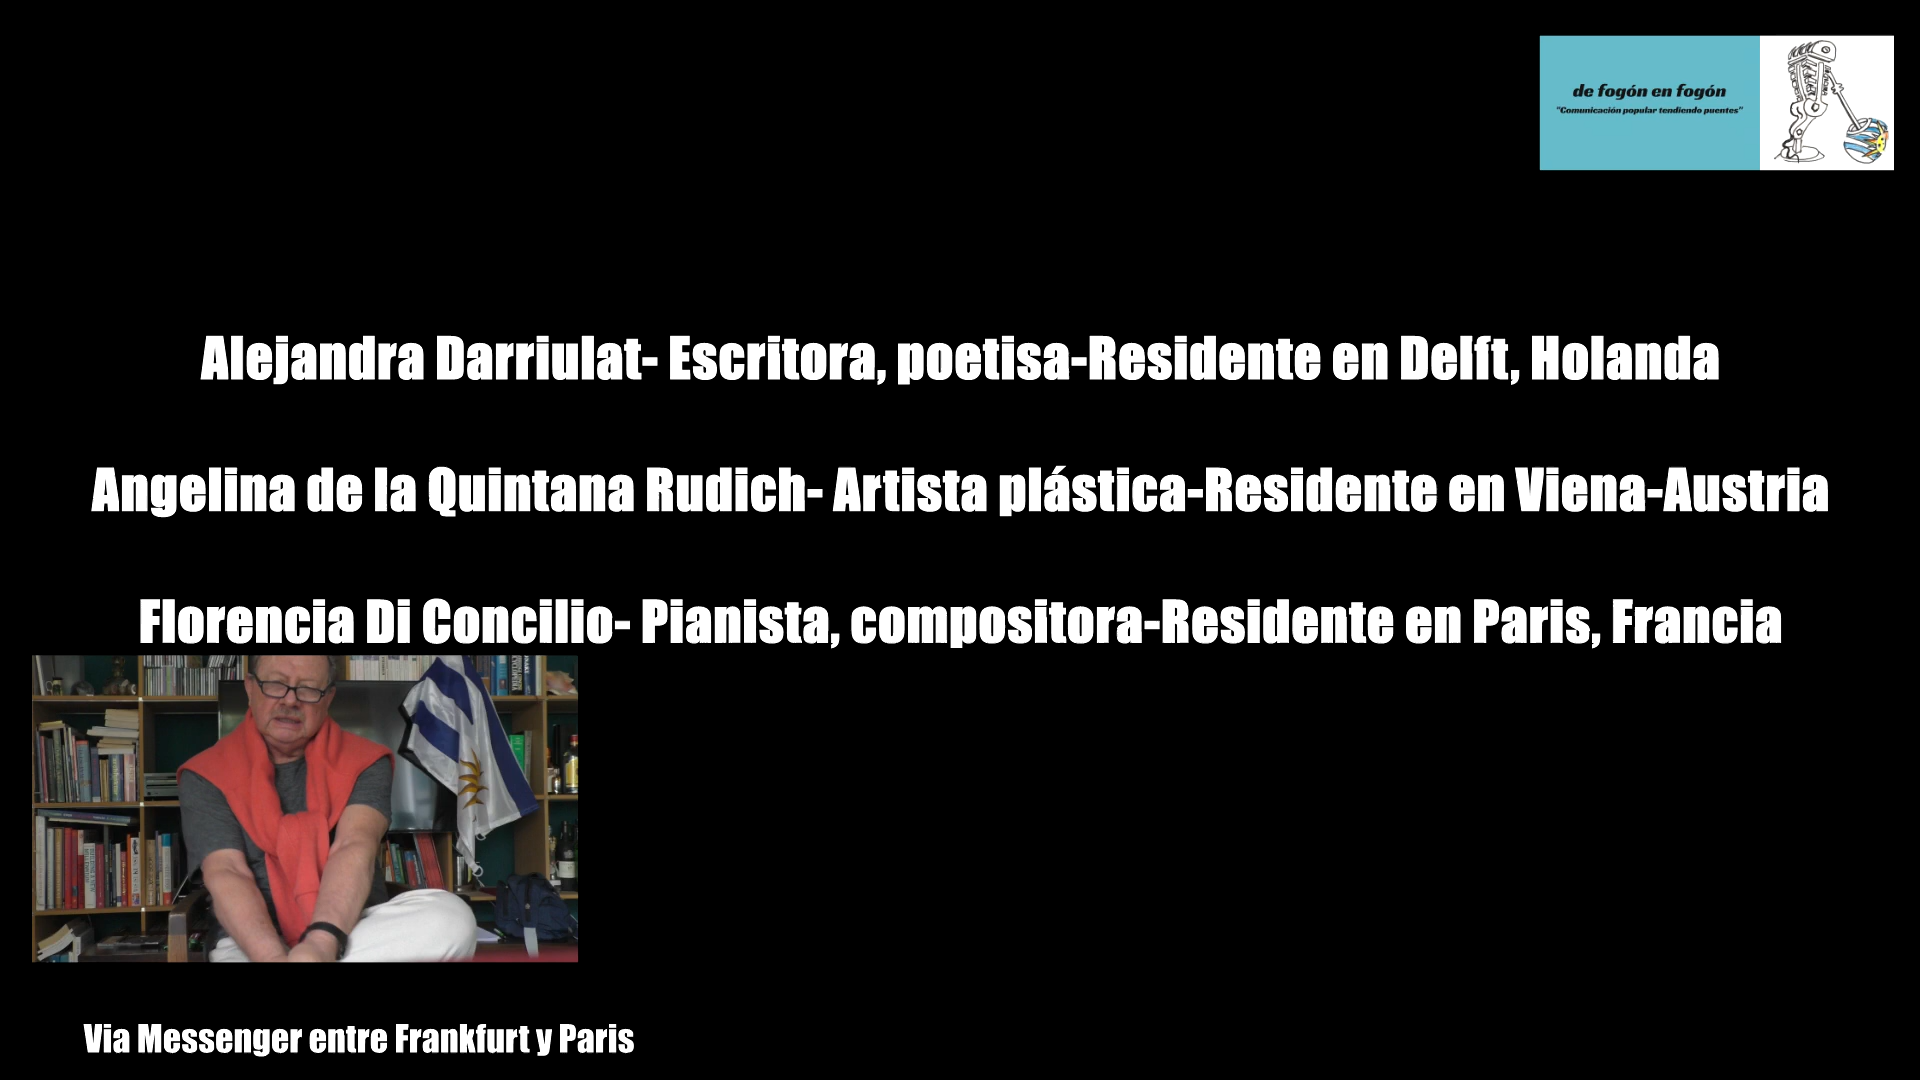 de fogón en fogón
"Comunicación popular tendiendo puentes"
Alejandra Darriulat- Escritora, poetisa-Residente en Delft, Holanda
Angelina de la Quintana Rudich- Artista plástica-Residente en Viena-Austria
Florencia Di Concilio- Pianista, compositora-Residente en Paris, Francia
Via Messenger entre Frankfurt y Paris